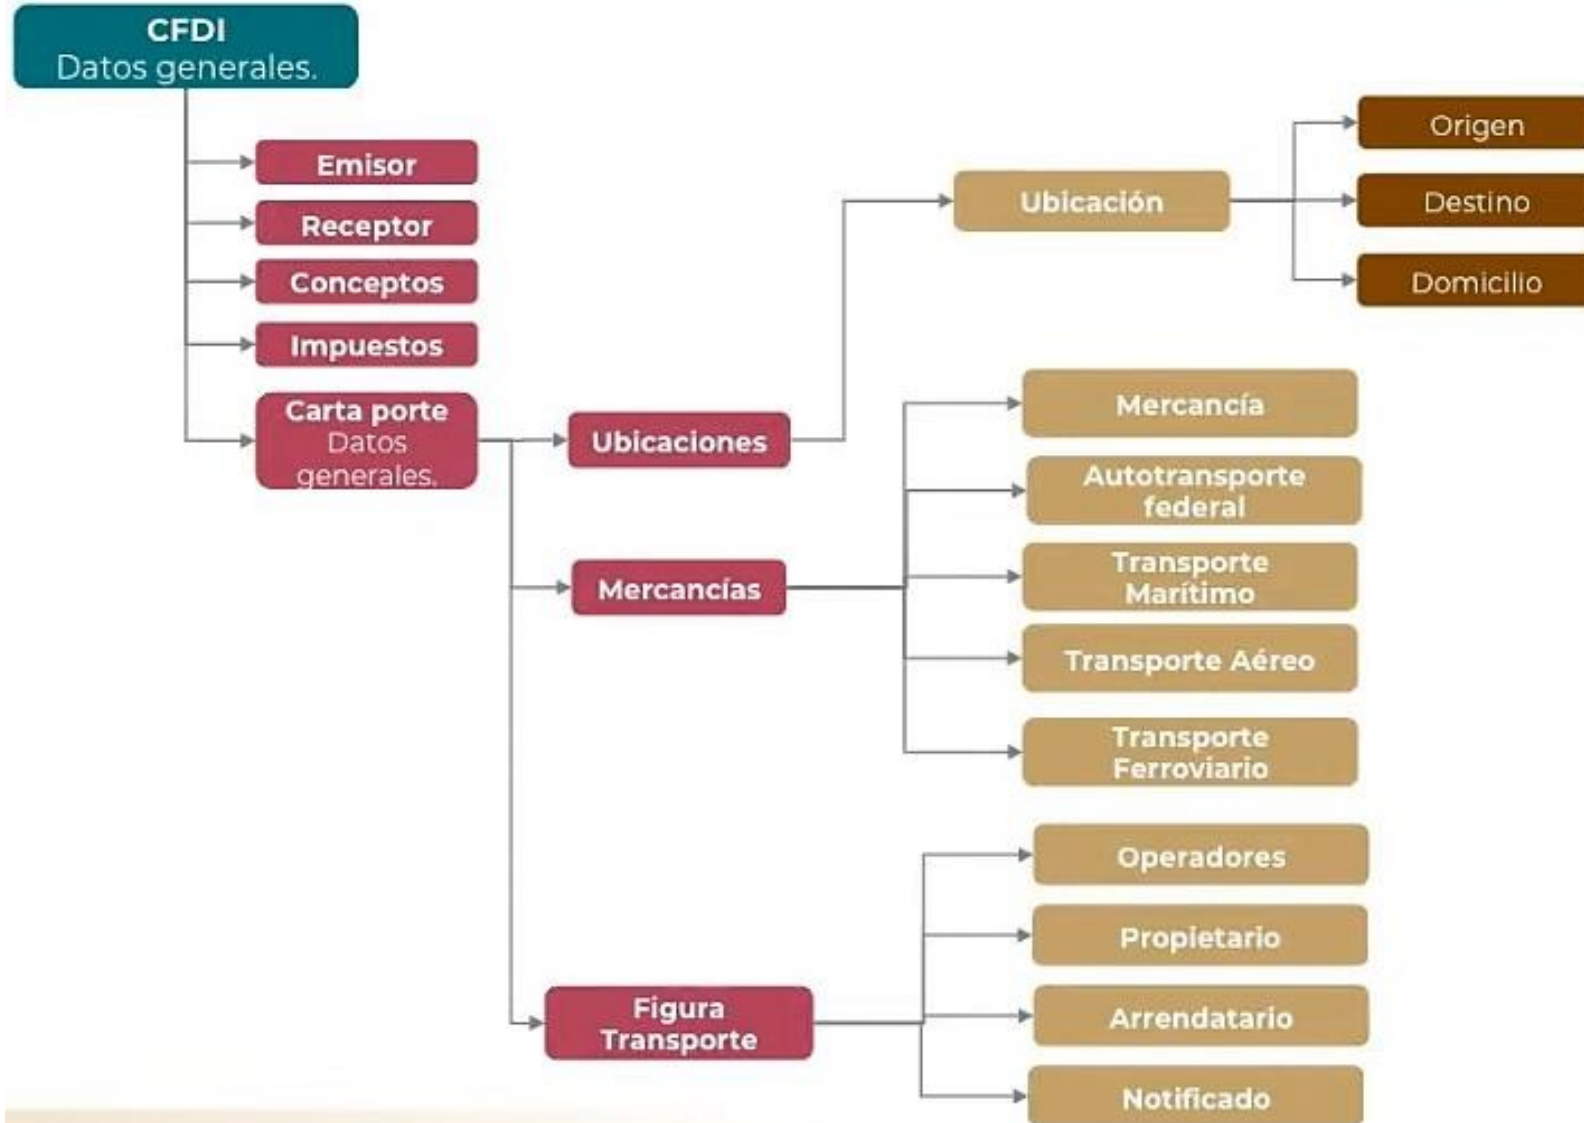 CFDI
Datos generales.
Emisor
Receptor
Conceptos
Impuestos
Carta porte
Datos
generales.
Ubicaciones
Mercancías
Figura
Transporte
Ubicación
Origen
Destino
Domicilio
Mercancía
Autotransporte
federal
Transporte
Marítimo
Transporte Aéreo
Transporte
Ferroviario
Operadores
Propietario
Arrendatario
Notificado